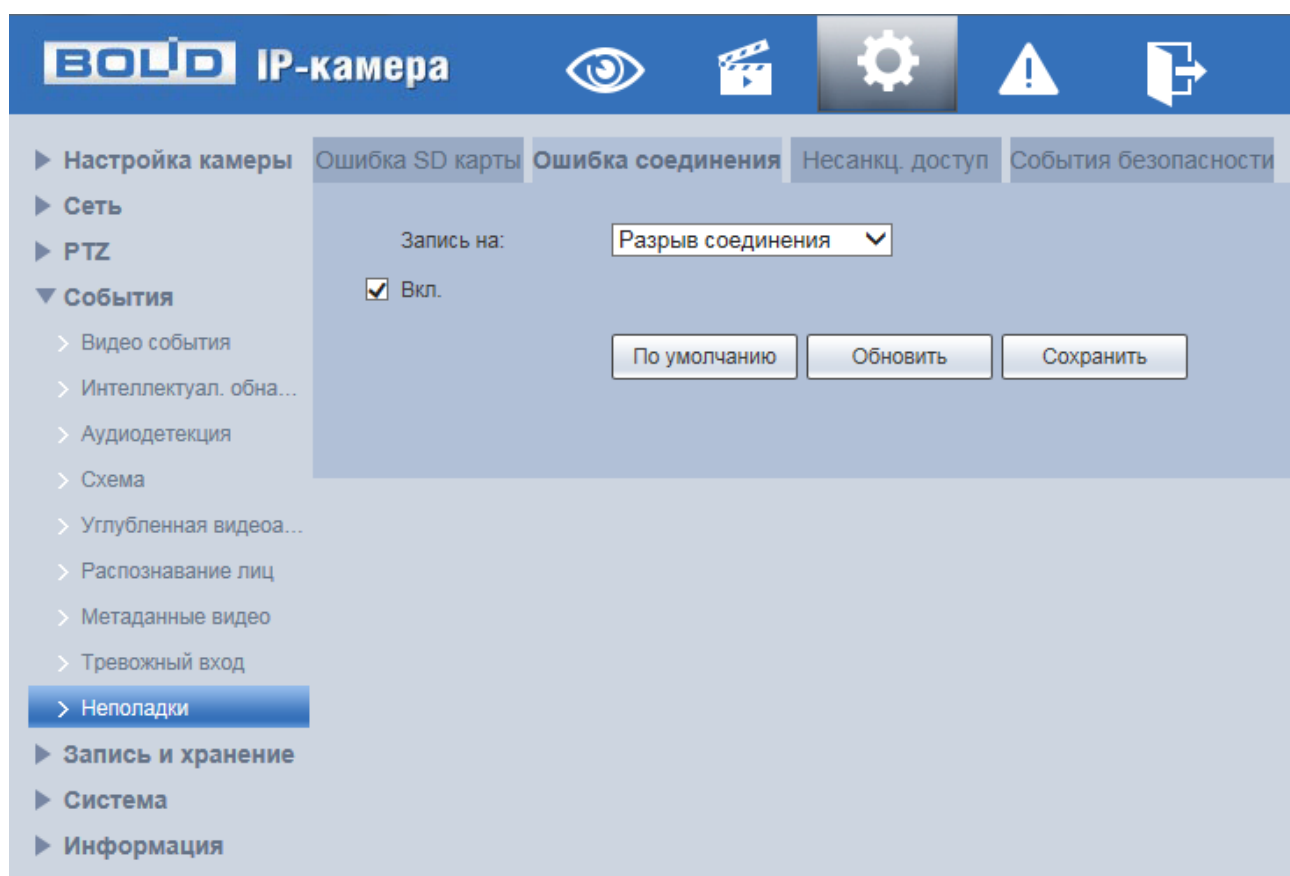 BOLID IP-камера
Настройка камеры
Сеть
PTZ
События
Видео события
Интеллектуал. обна...
Аудиодетекция
Схема
Углубленная видеоа...
Распознавание лиц
Метаданные видео
Тревожный вход
Неполадки
Запись и хранение
Система
Информация
Ошибка SD карты Ошибка соединения Несанкц. доступ События безопасности
Запись на: Разрыв соединения
Вкл.
По умолчанию Обновить Сохранить